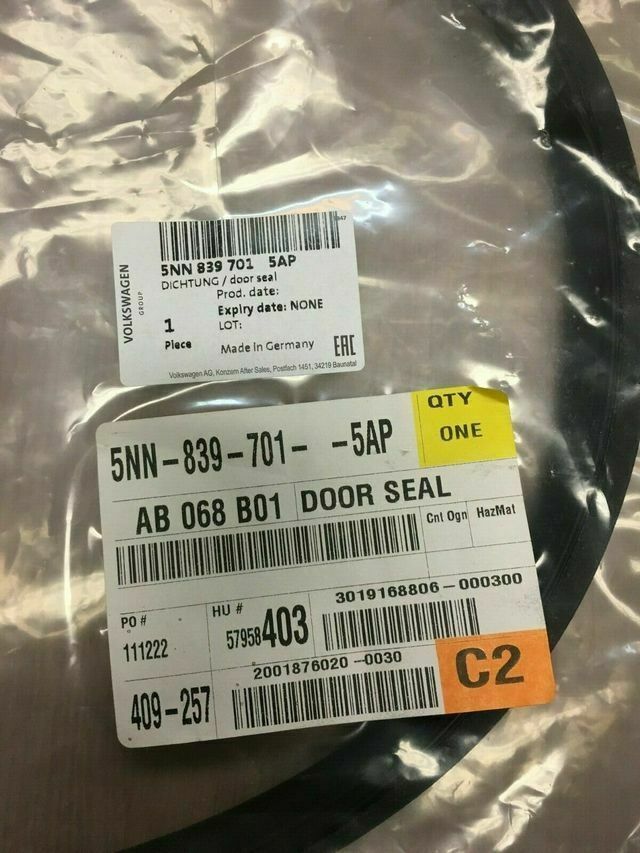 VOLKSWAGEN
GROUP
5NN 839 701 5AP
DICHTUNG / door seal
Prod. date:
Expiry date: NONE
1 LOT:
Piece Made in Germany EAC
Volkswagen AG, Konzern After Sales, Postfach 1451, 34219 Baunatal
5NN-839-701- -5AP
QTY
ONE
AB 068 B01 DOOR SEAL
Cnt Ogn HazMat
PO # HU # 3019168806-000300
111222 57958403
2001876020-0030
409-257 C2